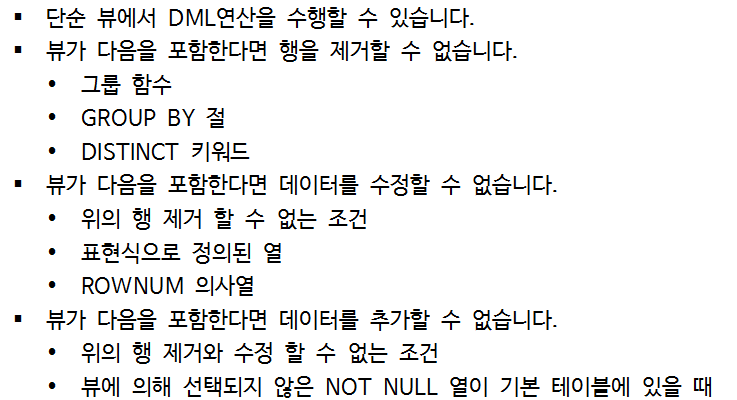 ▪ 단순 뷰에서 DML연산을 수행할 수 있습니다.
▪ 뷰가 다음을 포함한다면 행을 제거할 수 없습니다.
• 그룹 함수
• GROUP BY 절
• DISTINCT 키워드
▪ 뷰가 다음을 포함한다면 데이터를 수정할 수 없습니다.
• 위의 행 제거 할 수 없는 조건
• 표현식으로 정의된 열
• ROWNUM 의사열
▪ 뷰가 다음을 포함한다면 데이터를 추가할 수 없습니다.
• 위의 행 제거와 수정 할 수 없는 조건
• 뷰에 의해 선택되지 않은 NOT NULL 열이 기본 테이블에 있을 때